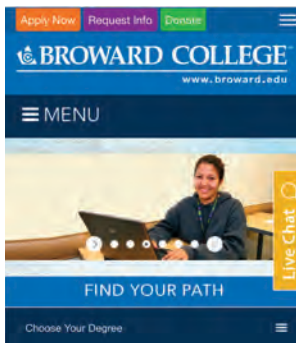 Apply Now Request Info Donate
BROWARD COLLEGE
www.broward.edu
MENU
Live Chat
FIND YOUR PATH
Choose Your Degree